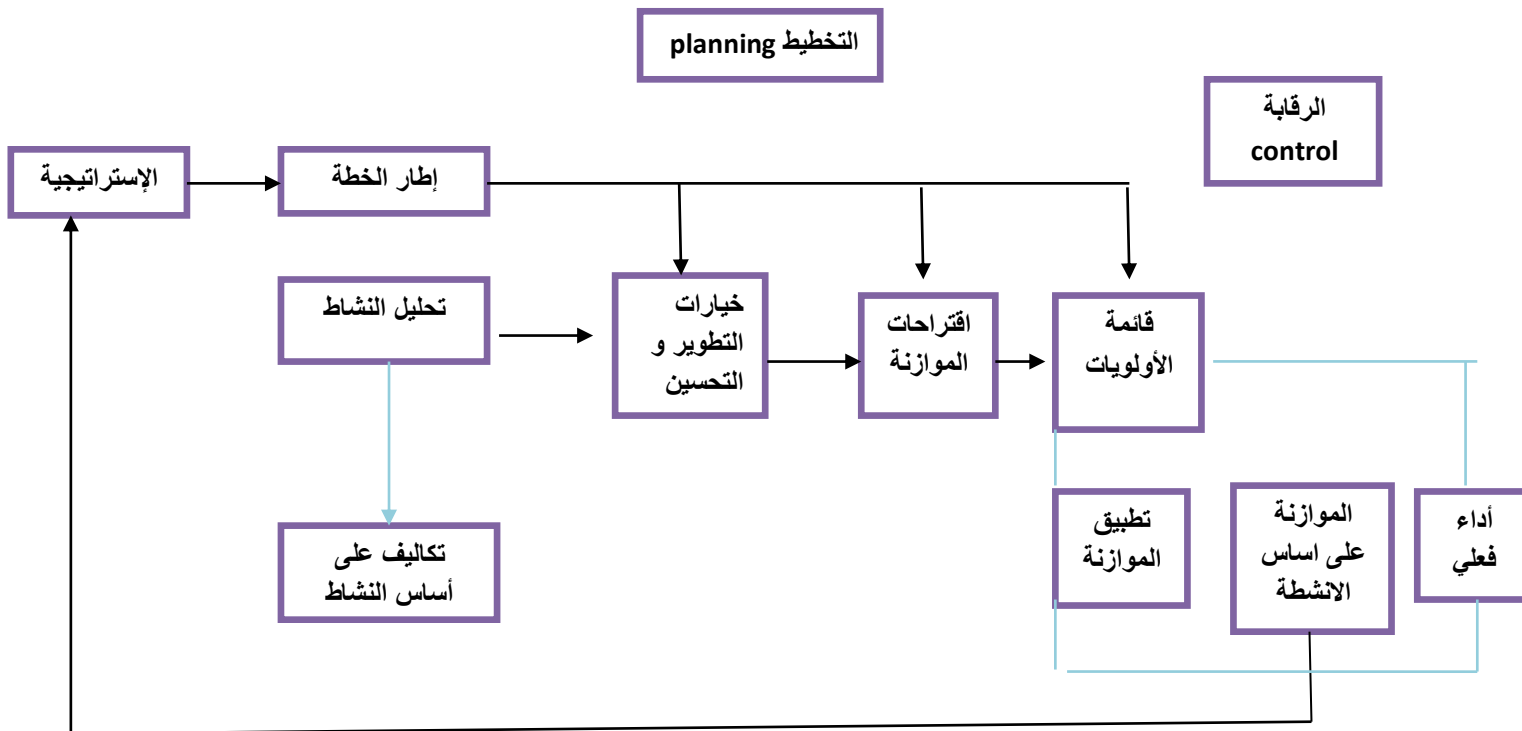 التخطيط planning
الرقابة
control
الإستراتيجية
إطار الخطة
تحليل النشاط
خيارات
التطوير و
التحسين
اقتراحات
الموازنة
قائمة
الأولويات
تطبيق
الموازنة
الموازنة
على اساس
الانشطة
أداء
فعلي
تكاليف على
أساس النشاط